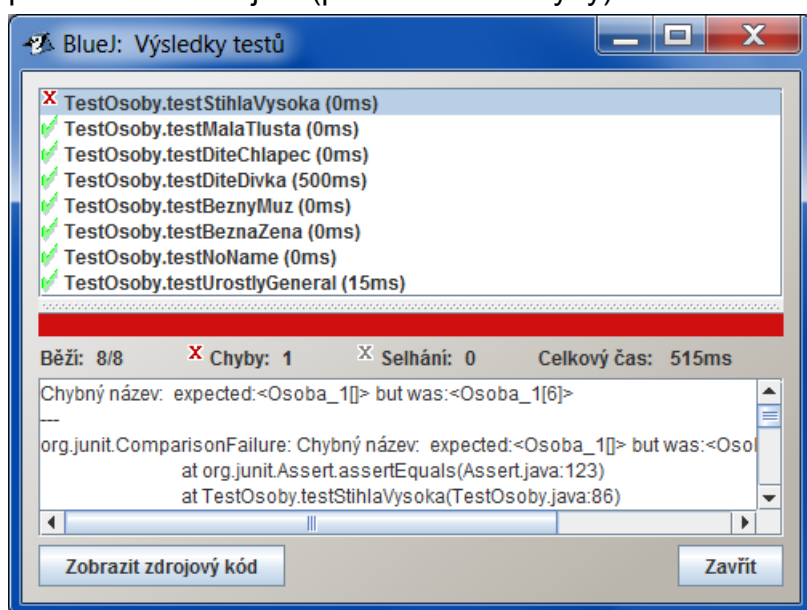 BlueJ: Výsledky testů
TestOsoby.testStihlaVysoka (0ms)
TestOsoby.testMalaTlusta (0ms)
TestOsoby.testDiteChlapec (0ms)
TestOsoby.testDiteDivka (500ms)
TestOsoby.testBeznyMuz (0ms)
TestOsoby.testBeznaZena (0ms)
TestOsoby.testNoName (0ms)
TestOsoby.testUrostlyGeneral (15ms)
Běží: 8/8 X Chyby: 1 X Selhání: 0 Celkový čas: 515ms
Chybný název: expected:<Osoba_1[]> but was:<Osoba_1[6]>
---
org.junit.ComparisonFailure: Chybný název: expected:<Osoba_1[]> but was:<Osol
at org.junit.Assert.assertEquals(Assert.java:123)
at TestOsoby.testStihlaVysoka(TestOsoby.java:86)
Zobrazit zdrojový kód Zavřít